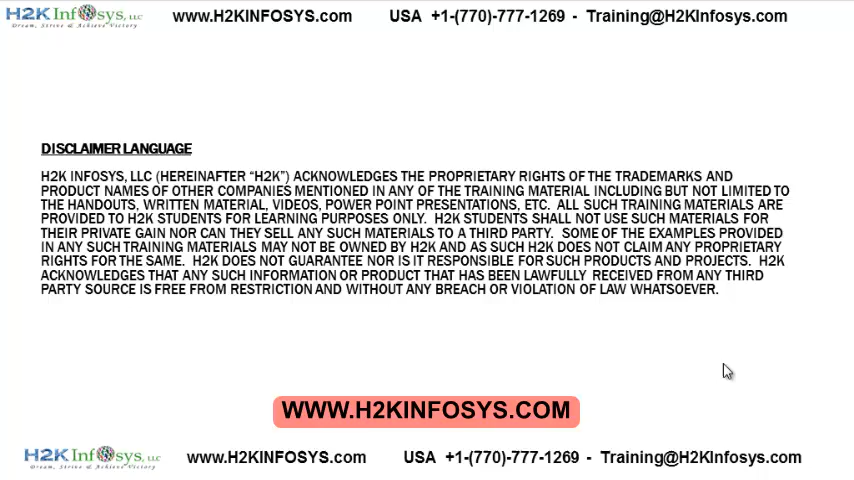 H2K Infosys, LLC www.H2KINFOSYS.com USA +1-(770)-777-1269 - Training@H2KInfosys.com
Dream, Strive & Achieve Victory
DISCLAIMER LANGUAGE
H2K INFOSYS, LLC (HEREINAFTER “H2K”) ACKNOWLEDGES THE PROPRIETARY RIGHTS OF THE TRADEMARKS AND
PRODUCT NAMES OF OTHER COMPANIES MENTIONED IN ANY OF THE TRAINING MATERIAL INCLUDING BUT NOT LIMITED TO
THE HANDOUTS, WRITTEN MATERIAL, VIDEOS, POWER POINT PRESENTATIONS, ETC. ALL SUCH TRAINING MATERIALS ARE
PROVIDED TO H2K STUDENTS FOR LEARNING PURPOSES ONLY. H2K STUDENTS SHALL NOT USE SUCH MATERIALS FOR
THEIR PRIVATE GAIN NOR CAN THEY SELL ANY SUCH MATERIALS TO A THIRD PARTY. SOME OF THE EXAMPLES PROVIDED
IN ANY SUCH TRAINING MATERIALS MAY NOT BE OWNED BY H2K AND AS SUCH H2K DOES NOT CLAIM ANY PROPRIETARY
RIGHTS FOR THE SAME. H2K DOES NOT GUARANTEE NOR IS IT RESPONSIBLE FOR SUCH PRODUCTS AND PROJECTS. H2K
ACKNOWLEDGES THAT ANY SUCH INFORMATION OR PRODUCT THAT HAS BEEN LAWFULLY RECEIVED FROM ANY THIRD
PARTY SOURCE IS FREE FROM RESTRICTION AND WITHOUT ANY BREACH OR VIOLATION OF LAW WHATSOEVER.
WWW.H2KINFOSYS.COM
H2K Infosys, LLC www.H2KINFOSYS.com USA +1-(770)-777-1269 - Training@H2KInfosys.com
Dream, Strive & Achieve Victory